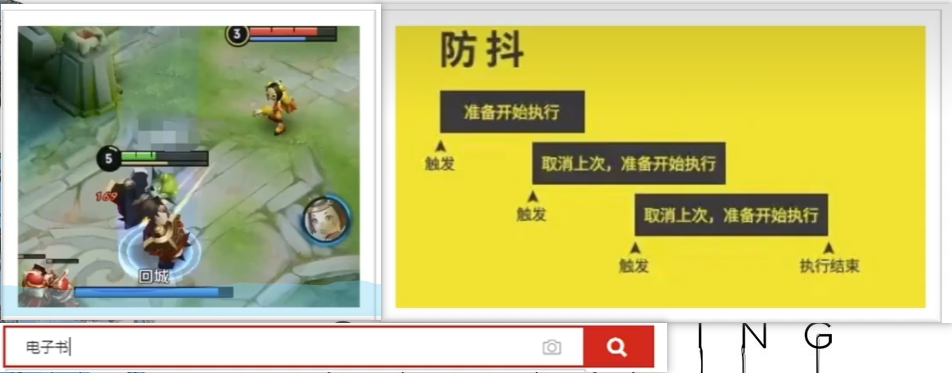 3
5
169
回城
防抖
准备开始执行
触发
取消上次，准备开始执行
触发
取消上次，准备开始执行
触发
执行结束
电子书
I N G